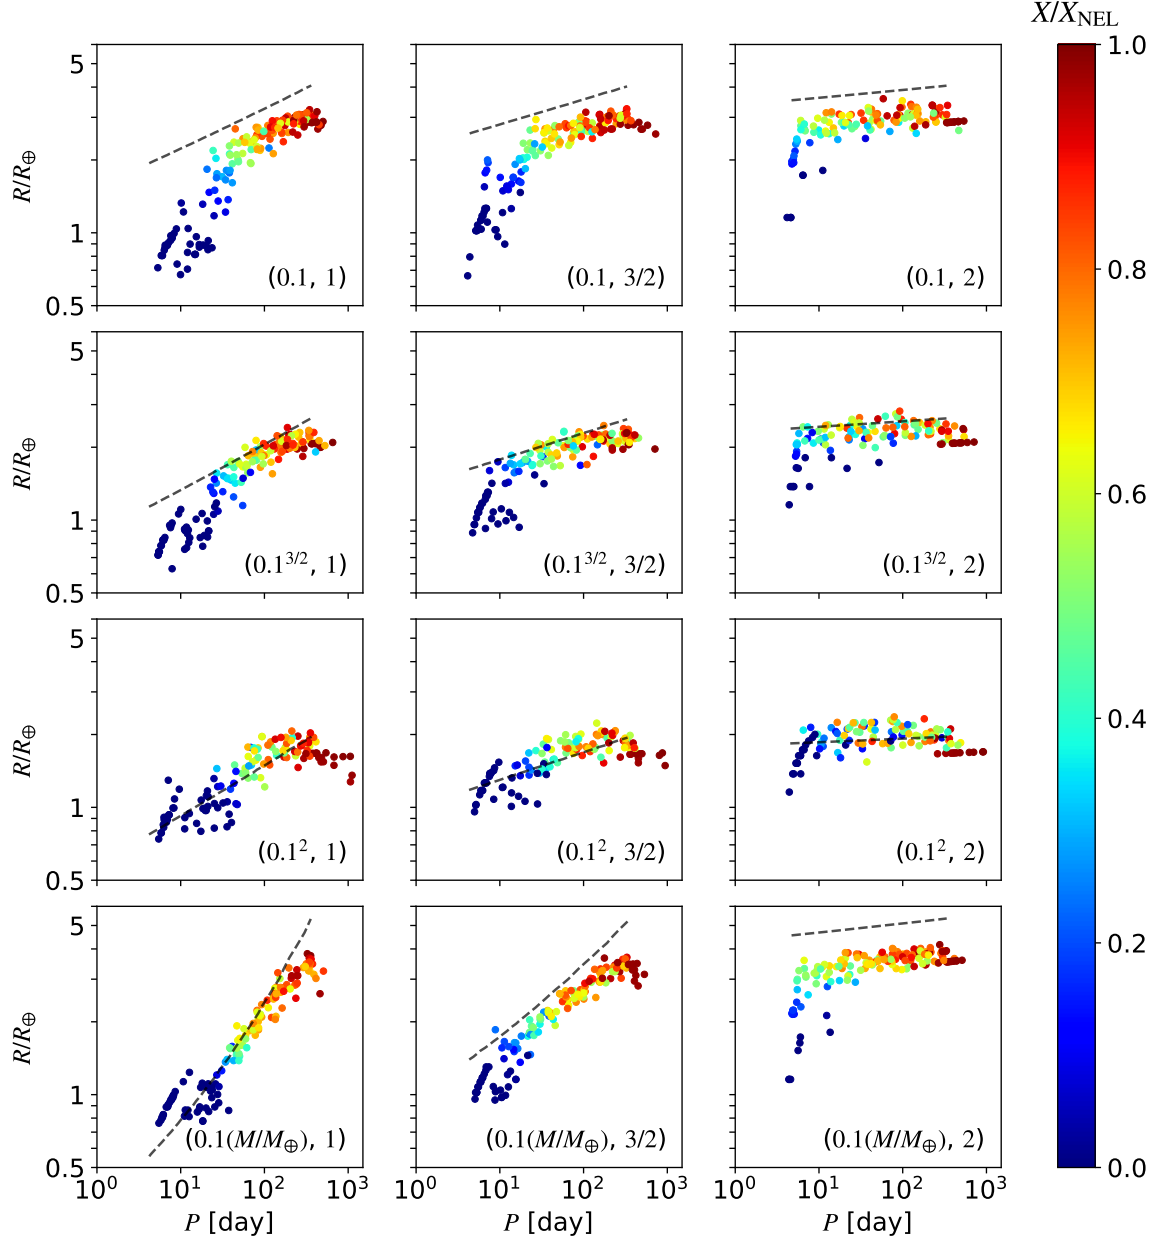 X/X_NEL
5
1
0.5
R/R⊕
(0.1, 1)
(0.1, 3/2)
(0.1, 2)
1.0
0.8
0.6
0.4
0.2
0.0
5
1
0.5
R/R⊕
(0.1^3/2, 1)
(0.1^3/2, 3/2)
(0.1^3/2, 2)
5
1
0.5
R/R⊕
(0.1^2, 1)
(0.1^2, 3/2)
(0.1^2, 2)
5
1
0.5
R/R⊕
(0.1(M/M⊕), 1)
(0.1(M/M⊕), 3/2)
(0.1(M/M⊕), 2)
10^0 10^1 10^2 10^3
10^0 10^1 10^2 10^3
10^0 10^1 10^2 10^3
P [day]
P [day]
P [day]